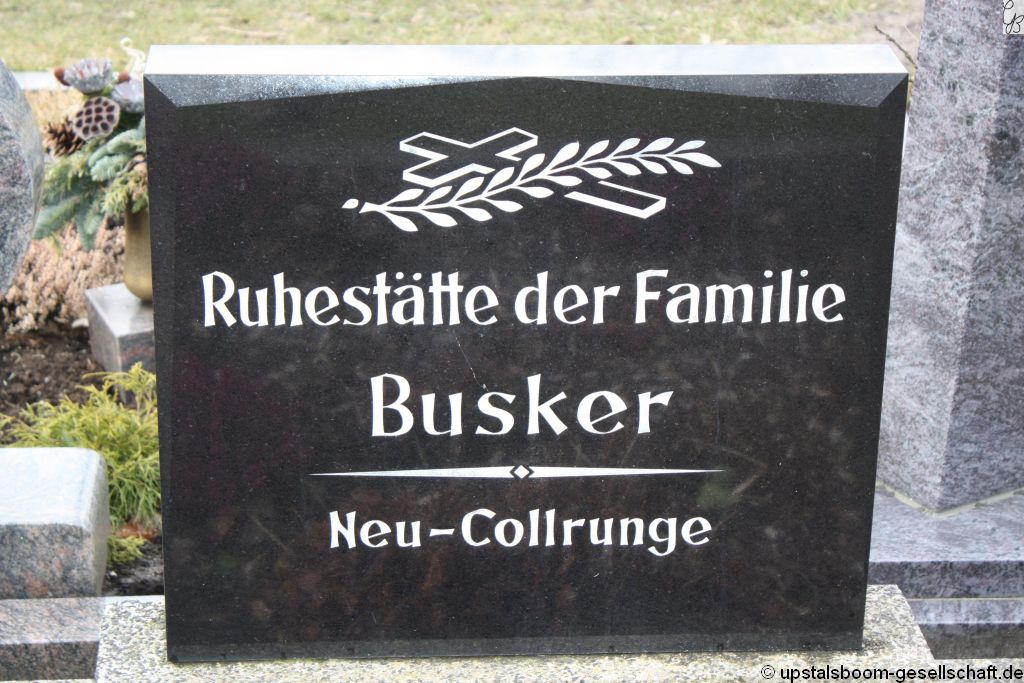 Ruhestätte der Familie
Busker
Neu-Collrunge
© upstalsboom-gesellschaft.de